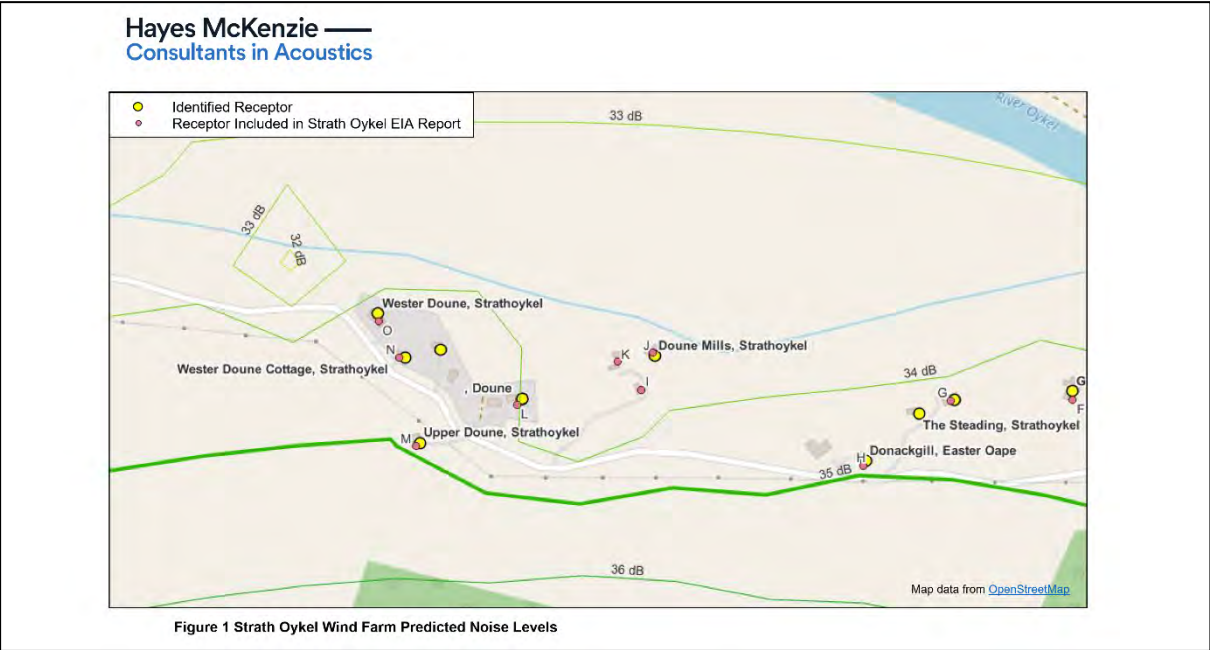 Hayes McKenzie
Consultants in Acoustics
Identified Receptor
Receptor Included in Strath Oykel EIA Report
33 dB
River Oykel
33 dB
32 dB
Wester Doune, Strathoykel
O
N
Wester Doune Cottage, Strathoykel
K
J
Doune Mills, Strathoykel
I
, Doune
L
34 dB
G
G
F
The Steading, Strathoykel
M
Upper Doune, Strathoykel
H
Donackgill, Easter Oape
35 dB
36 dB
Map data from OpenStreetMap
Figure 1 Strath Oykel Wind Farm Predicted Noise Levels